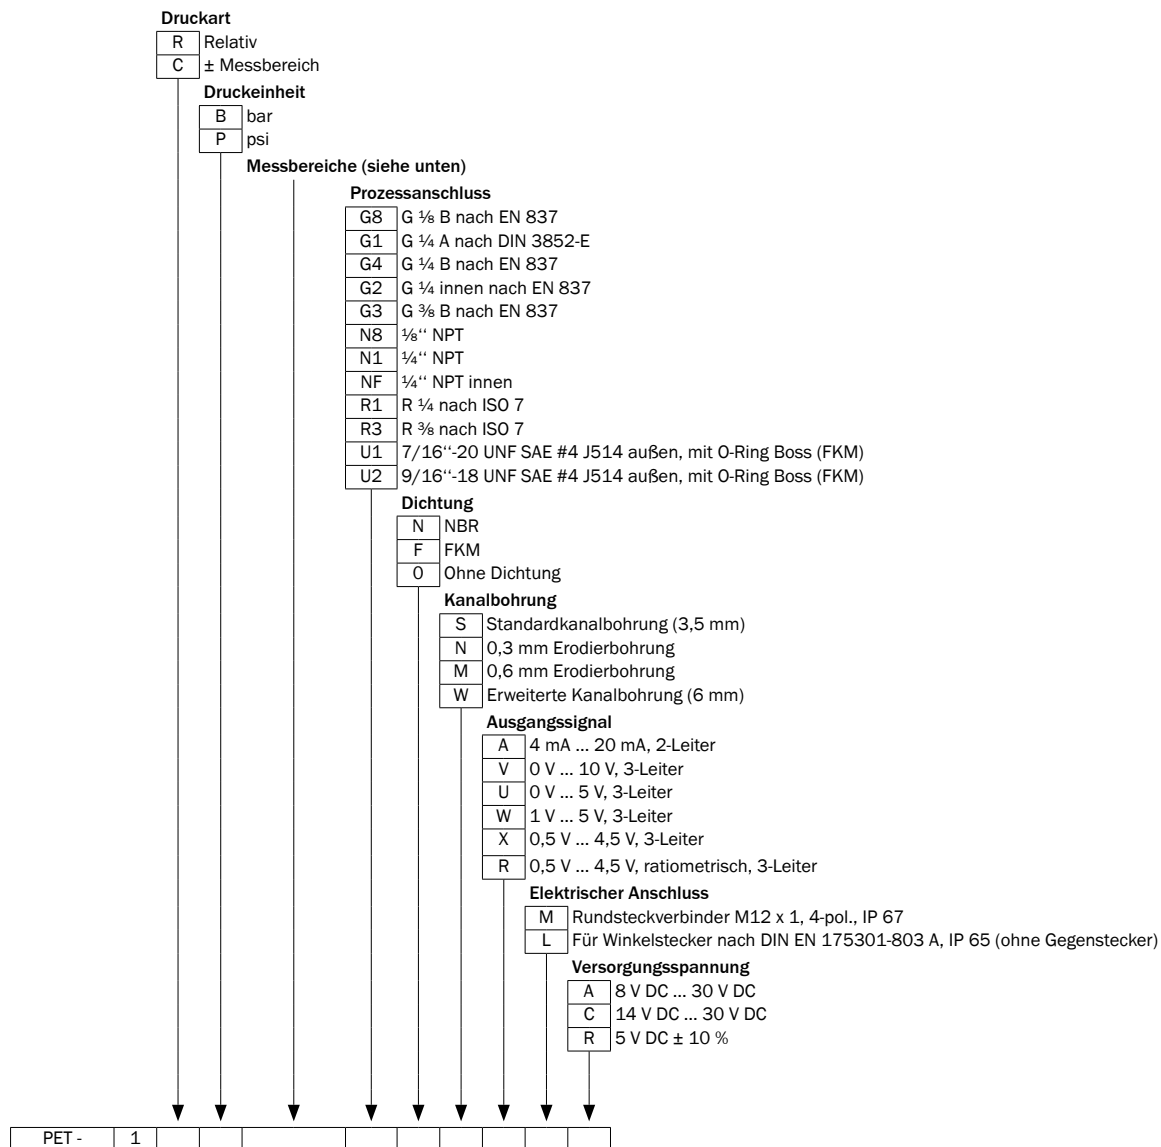 Druckart
R Relativ
C ± Messbereich
Druckeinheit
B bar
P psi
Messbereiche (siehe unten)
Prozessanschluss
G8 G ⅛ B nach EN 837
G1 G ¼ A nach DIN 3852-E
G4 G ¼ B nach EN 837
G2 G ¼ innen nach EN 837
G3 G ⅜ B nach EN 837
N8 ⅛“ NPT
N1 ¼“ NPT
NF ¼“ NPT innen
R1 R ¼ nach ISO 7
R3 R ⅜ nach ISO 7
U1 7/16“-20 UNF SAE #4 J514 außen, mit O-Ring Boss (FKM)
U2 9/16“-18 UNF SAE #4 J514 außen, mit O-Ring Boss (FKM)
Dichtung
N NBR
F FKM
0 Ohne Dichtung
Kanalbohrung
S Standardkanalbohrung (3,5 mm)
N 0,3 mm Erodierbohrung
M 0,6 mm Erodierbohrung
W Erweiterte Kanalbohrung (6 mm)
Ausgangssignal
A 4 mA ... 20 mA, 2-Leiter
V 0 V ... 10 V, 3-Leiter
U 0 V ... 5 V, 3-Leiter
W 1 V ... 5 V, 3-Leiter
X 0,5 V ... 4,5 V, 3-Leiter
R 0,5 V ... 4,5 V, ratiometrisch, 3-Leiter
Elektrischer Anschluss
M Rundsteckverbinder M12 x 1, 4-pol., IP 67
L Für Winkelstecker nach DIN EN 175301-803 A, IP 65 (ohne Gegenstecker)
Versorgungsspannung
A 8 V DC ... 30 V DC
C 14 V DC ... 30 V DC
R 5 V DC ± 10 %
PET - 1